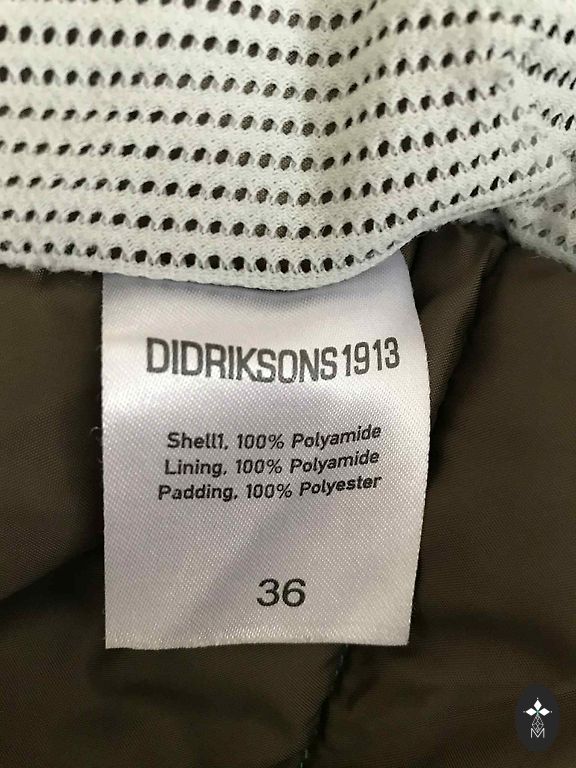 DIDRIKSONS1913
Shell1, 100% Polyamide
Lining, 100% Polyamide
Padding, 100% Polyester
36
M